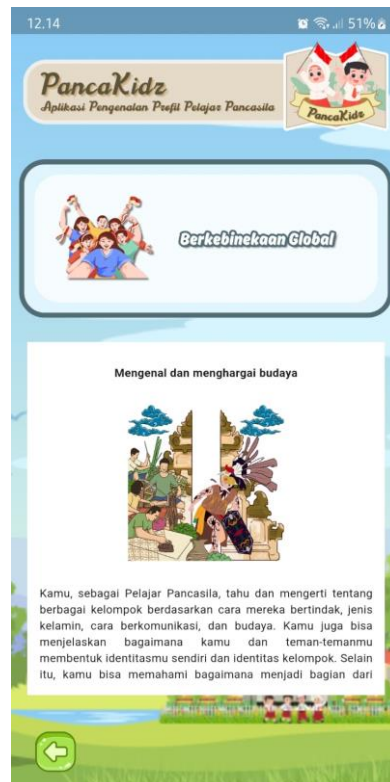 12.14
51%
PancaKidz
Aplikasi Pengenalan Profil Pelajar Pancasila
PancaKidz
Berkebinekaan Global
Mengenal dan menghargai budaya
Kamu, sebagai Pelajar Pancasila, tahu dan mengerti tentang
berbagai kelompok berdasarkan cara mereka bertindak, jenis
kelamin, cara berkomunikasi, dan budaya. Kamu juga bisa
menjelaskan bagaimana kamu dan teman-temanmu
membentuk identitasmu sendiri dan identitas kelompok. Selain
itu, kamu bisa memahami bagaimana menjadi bagian dari